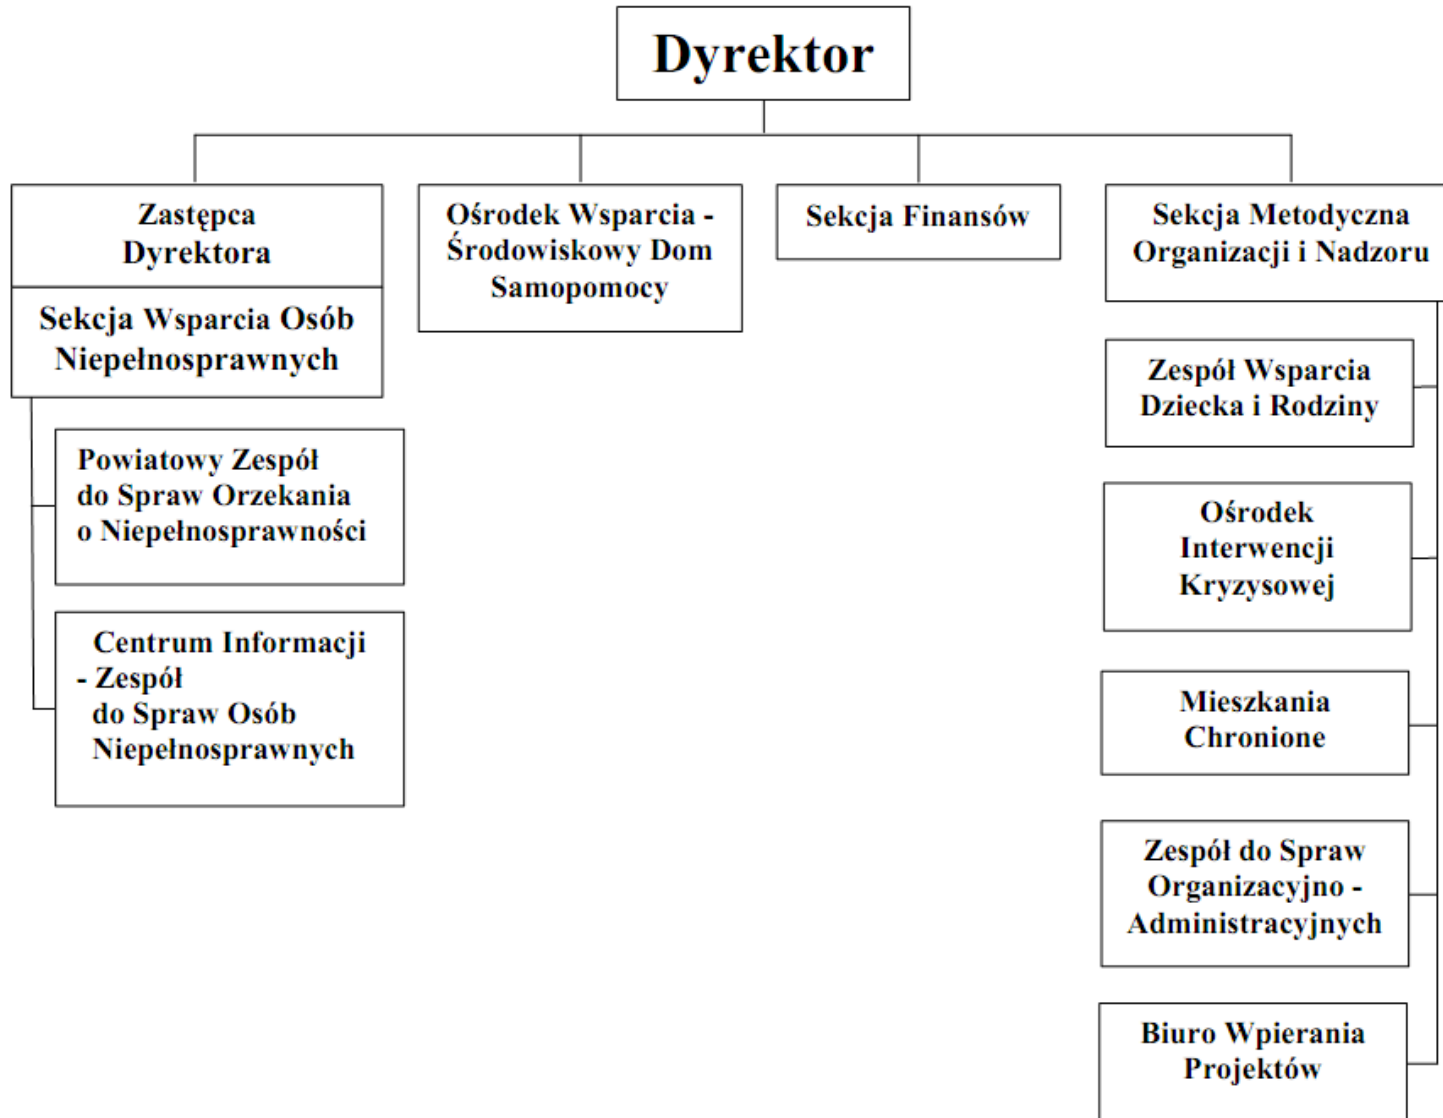 Dyrektor
Zastępca
Dyrektora
Sekcja Wsparcia Osób
Niepełnosprawnych
Powiatowy Zespół
do Spraw Orzekania
o Niepełnosprawności
Centrum Informacji
- Zespół
do Spraw Osób
Niepełnosprawnych
Ośrodek Wsparcia -
Środowiskowy Dom
Samopomocy
Sekcja Finansów
Sekcja Metodyczna
Organizacji i Nadzoru
Zespół Wsparcia
Dziecka i Rodziny
Ośrodek
Interwencji
Kryzysowej
Mieszkania
Chronione
Zespół do Spraw
Organizacyjno -
Administracyjnych
Biuro Wpierania
Projektów